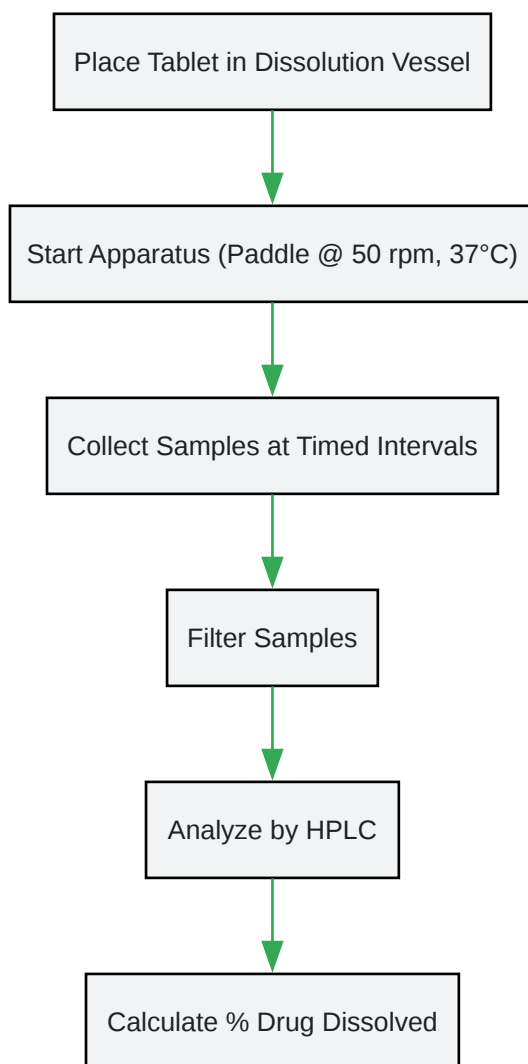 Place Tablet in Dissolution Vessel
Start Apparatus (Paddle @ 50 rpm, 37°C)
Collect Samples at Timed Intervals
Filter Samples
Analyze by HPLC
Calculate % Drug Dissolved